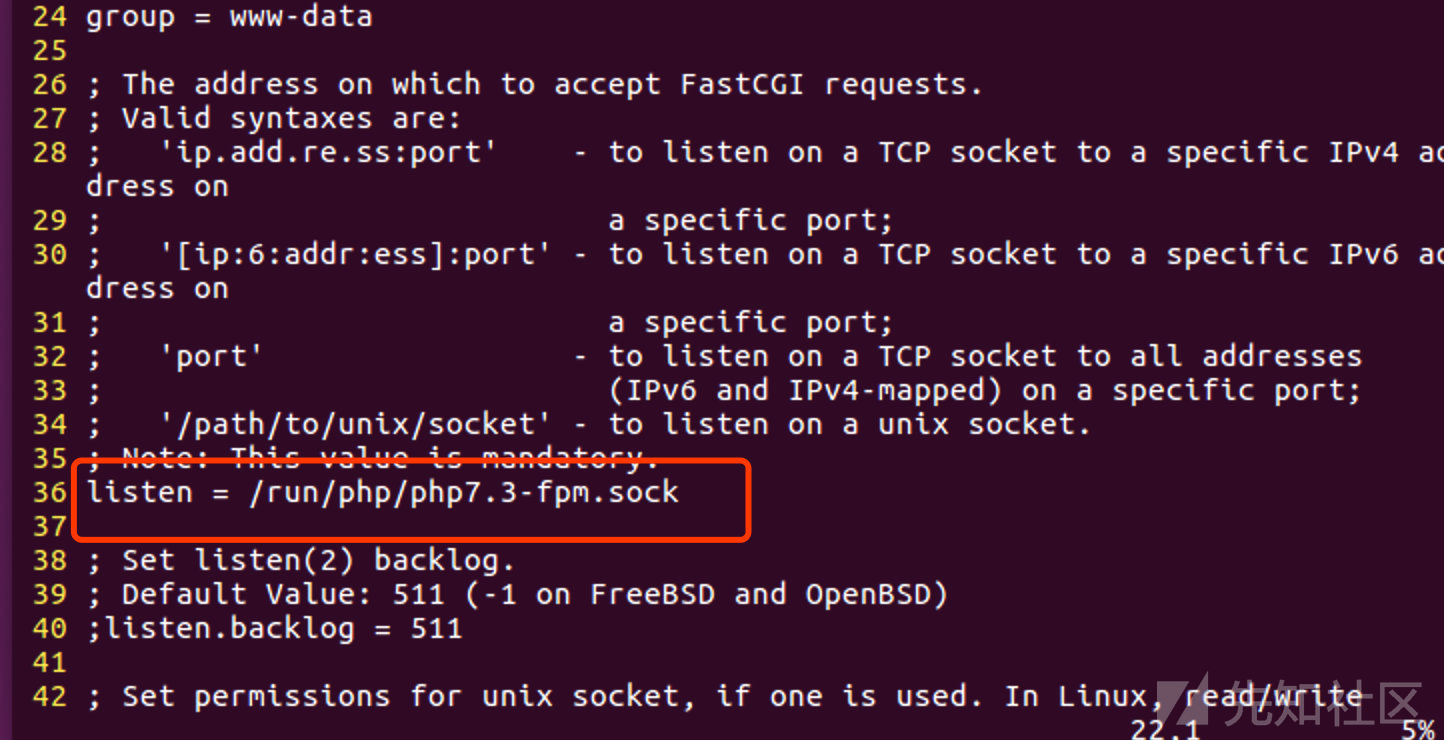 24 group = www-data
25
26 ; The address on which to accept FastCGI requests.
27 ; Valid syntaxes are:
28 ;   'ip.add.re.ss:port'    - to listen on a TCP socket to a specific IPv4 ad
dress on
29 ;                            a specific port;
30 ;   '[ip:6:addr:ess]:port' - to listen on a TCP socket to a specific IPv6 ad
dress on
31 ;                            a specific port;
32 ;   'port'                 - to listen on a TCP socket to all addresses
33 ;                            (IPv6 and IPv4-mapped) on a specific port;
34 ;   '/path/to/unix/socket' - to listen on a unix socket.
35 ; Note: This value is mandatory.
36 listen = /run/php/php7.3-fpm.sock
37
38 ; Set listen(2) backlog.
39 ; Default Value: 511 (-1 on FreeBSD and OpenBSD)
40 ;listen.backlog = 511
41
42 ; Set permissions for unix socket, if one is used. In Linux, read/write
先知社区
22,1 5%